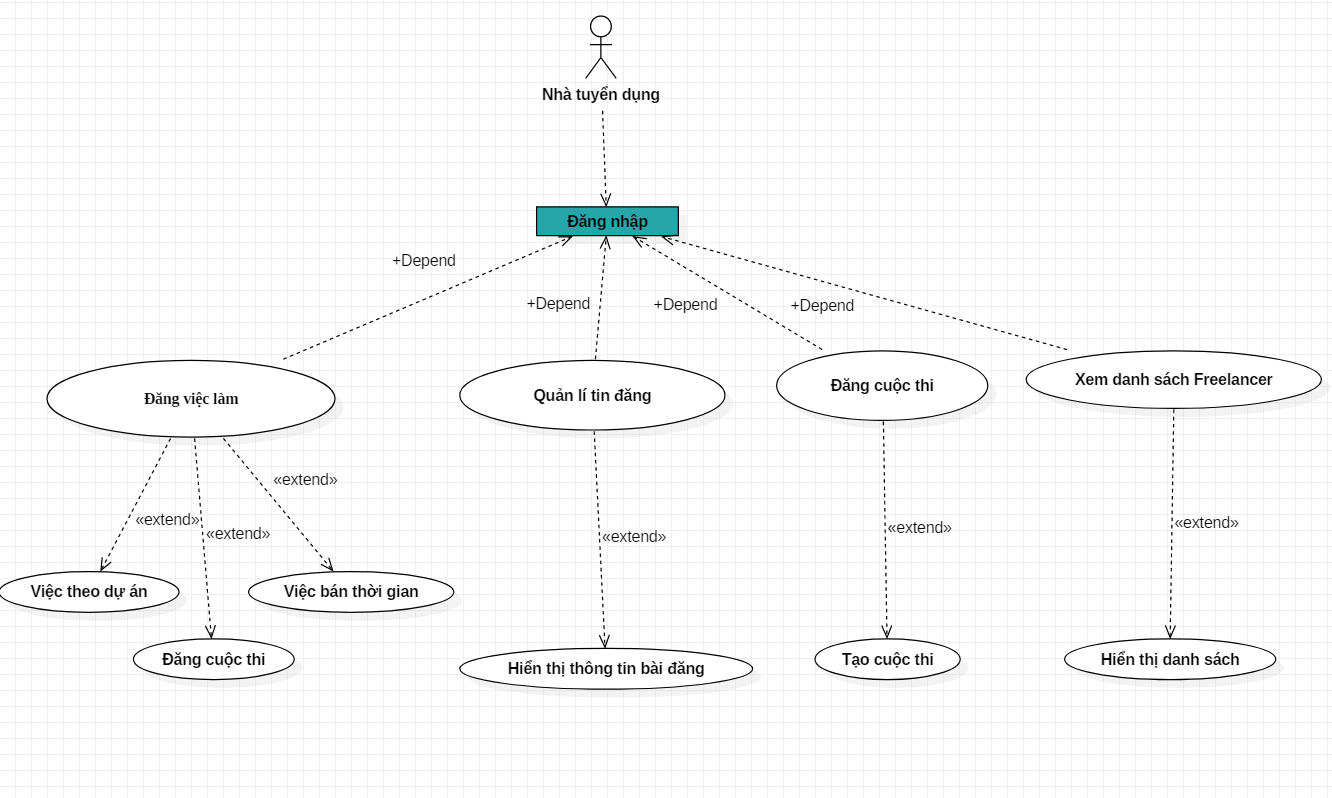 Nhà tuyển dụng
Đăng nhập
+Depend
+Depend
+Depend
+Depend
Đăng việc làm
Quản lí tin đăng
Đăng cuộc thi
Xem danh sách Freelancer
«extend»
«extend»
«extend»
«extend»
«extend»
«extend»
Việc theo dự án
Việc bán thời gian
Đăng cuộc thi
Hiển thị thông tin bài đăng
Tạo cuộc thi
Hiển thị danh sách